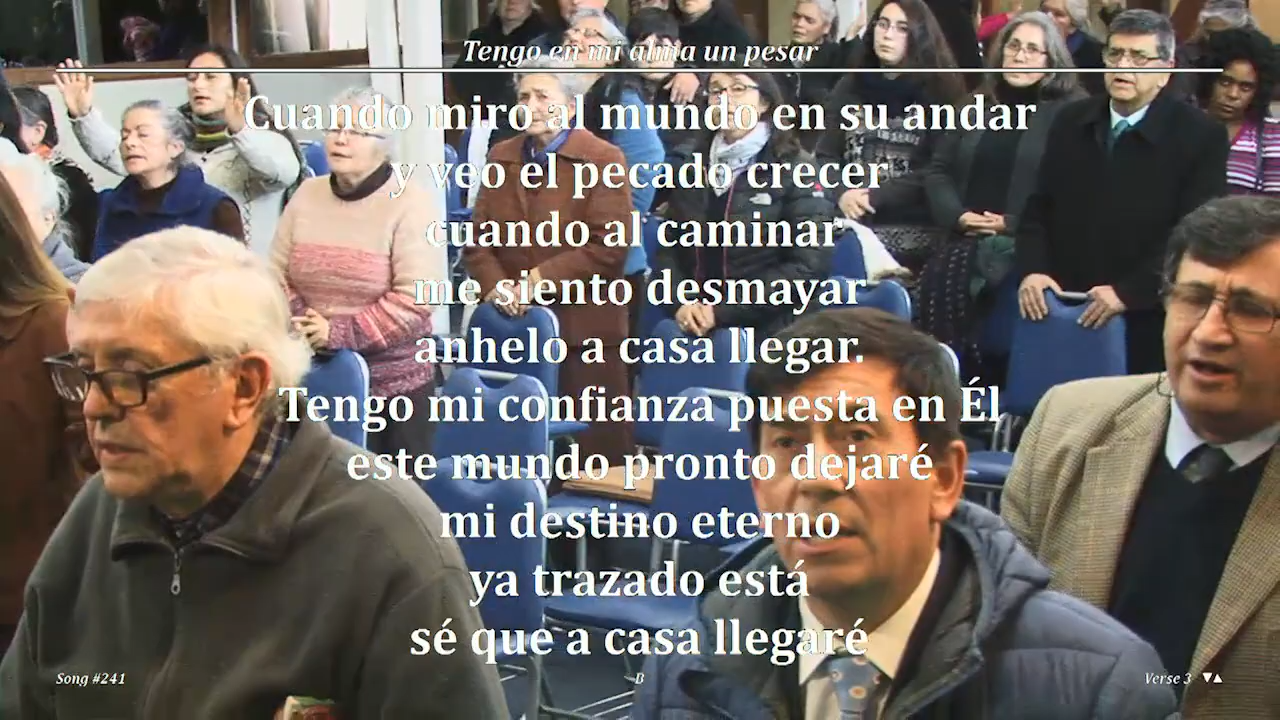 Tengo en mi alma un pesar
Cuando miro al mundo en su andar
y veo el pecado crecer
cuando al caminar
me siento desmayar
anhelo a casa llegar.
Tengo mi confianza puesta en Él
este mundo pronto dejaré
mi destino eterno
ya trazado está
sé que a casa llegaré
Song #241
B
Verse 3 ▼▲